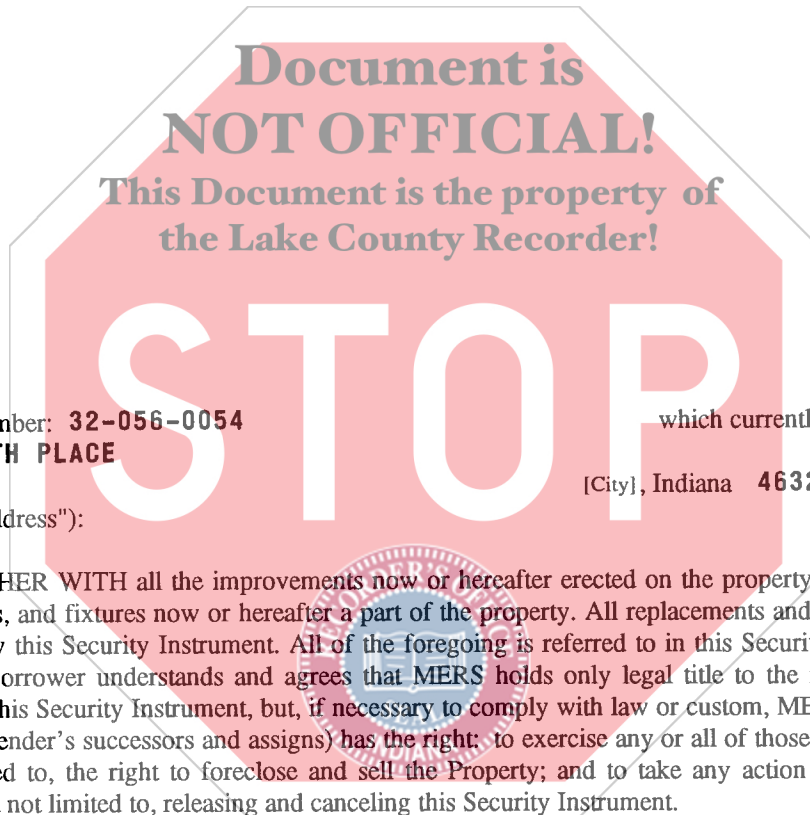 Document is
NOT OFFICIAL!
This Document is the property of
the Lake County Recorder!
STOP
mber: 32-056-0054 which currentl
TH PLACE
[City], Indiana 4632
ddress"):
HER WITH all the improvements now or hereafter erected on the property
s, and fixtures now or hereafter a part of the property. All replacements and
y this Security Instrument. All of the foregoing is referred to in this Securi
orrower understands and agrees that MERS holds only legal title to the
his Security Instrument, but, if necessary to comply with law or custom, ME
ender's successors and assigns) has the right: to exercise any or all of those
ed to, the right to foreclose and sell the Property; and to take any action
not limited to, releasing and canceling this Security Instrument.
RECORDER'S OFFICE
INDIANA